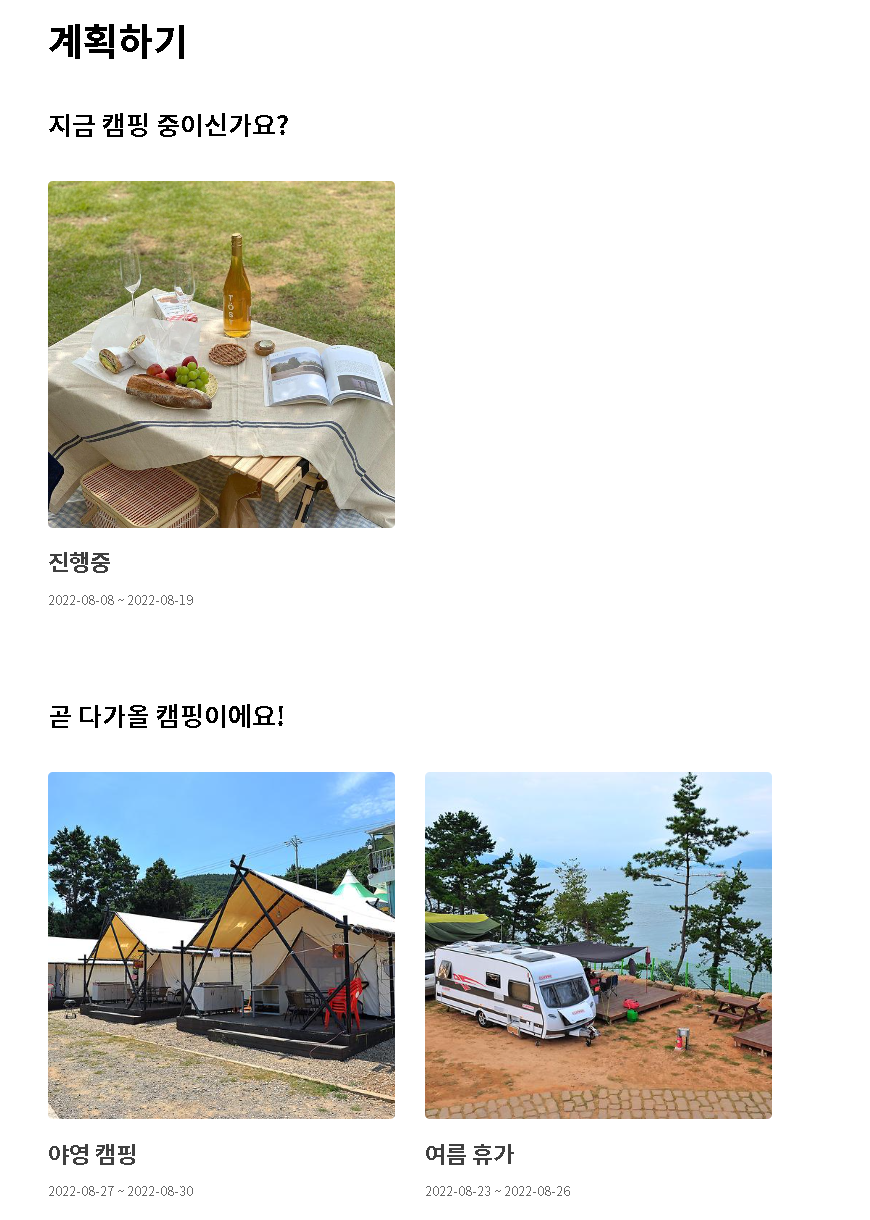 계획하기
지금 캠핑 중이신가요?
진행중
2022-08-08 ~ 2022-08-19
곧 다가올 캠핑이에요!
야영 캠핑
2022-08-27 ~ 2022-08-30
여름 휴가
2022-08-23 ~ 2022-08-26